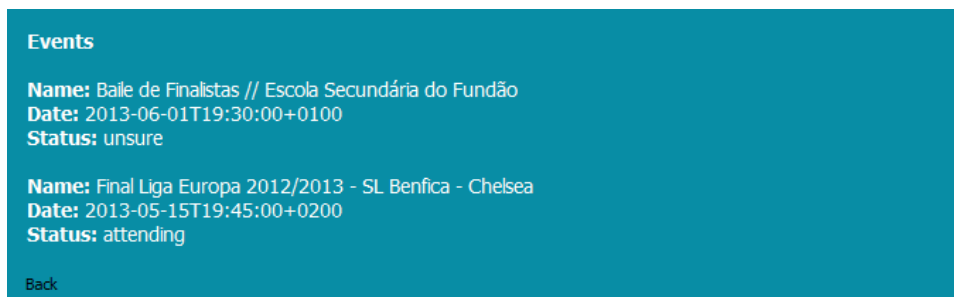 Events
Name: Baile de Finalistas // Escola Secundária do Fundão
Date: 2013-06-01T19:30:00+0100
Status: unsure
Name: Final Liga Europa 2012/2013 - SL Benfica - Chelsea
Date: 2013-05-15T19:45:00+0200
Status: attending
Back